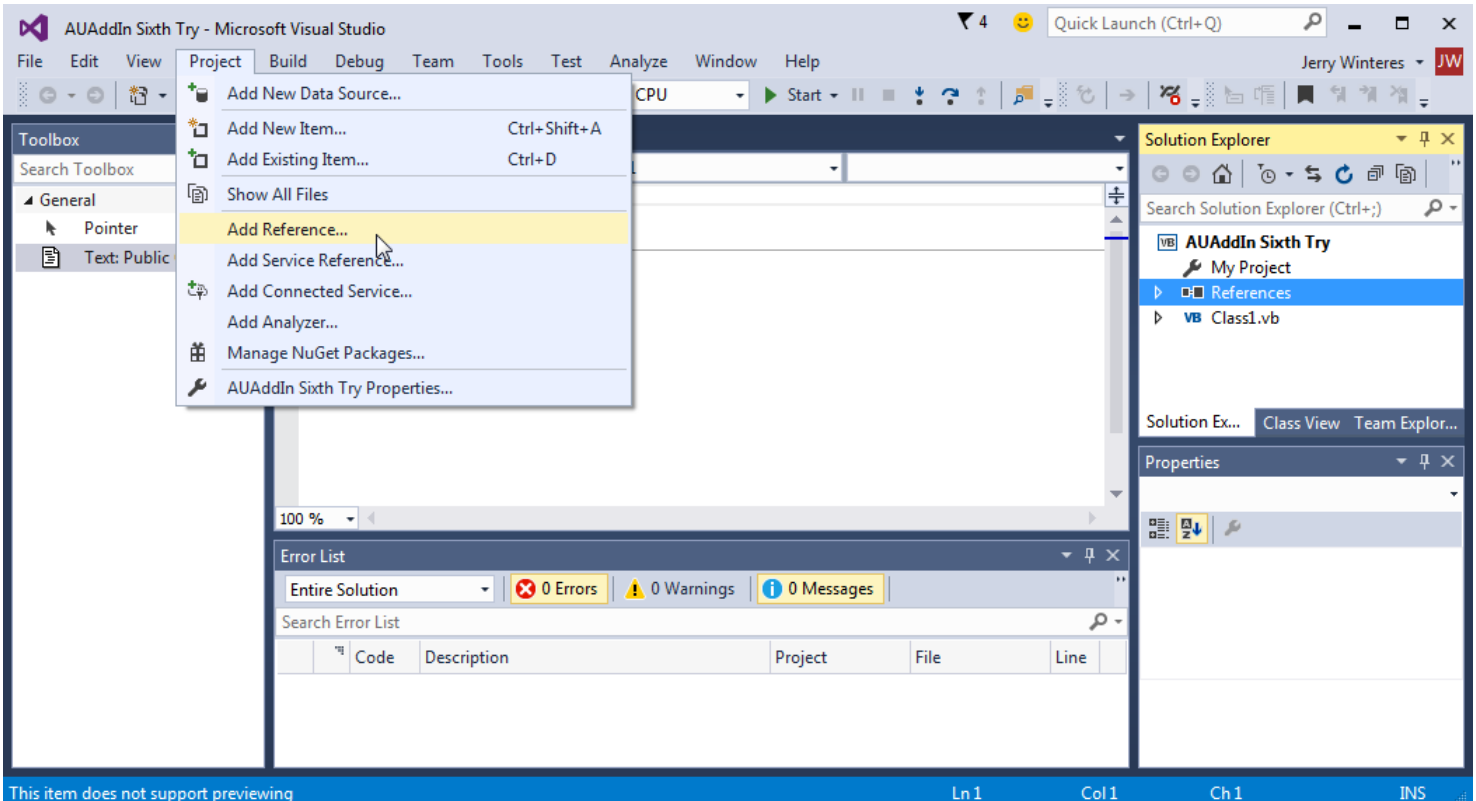 AUAddIn Sixth Try - Microsoft Visual Studio
4
Quick Launch (Ctrl+Q)
File Edit View Project Build Debug Team Tools Test Analyze Window Help
Jerry Winteres JW
CPU
Start
Add New Data Source...
Add New Item... Ctrl+Shift+A
Add Existing Item... Ctrl+D
Show All Files
Add Reference...
Add Service Reference...
Add Connected Service...
Add Analyzer...
Manage NuGet Packages...
AUAddIn Sixth Try Properties...
Toolbox
Search Toolbox
General
Pointer
Text: Public
100 %
Error List
Entire Solution
0 Errors
0 Warnings
0 Messages
Search Error List
Code Description Project File Line
Solution Explorer
Search Solution Explorer (Ctrl+;)
VB AUAddIn Sixth Try
My Project
References
VB Class1.vb
Solution Ex... Class View Team Explor...
Properties
This item does not support previewing Ln 1 Col 1 Ch 1 INS